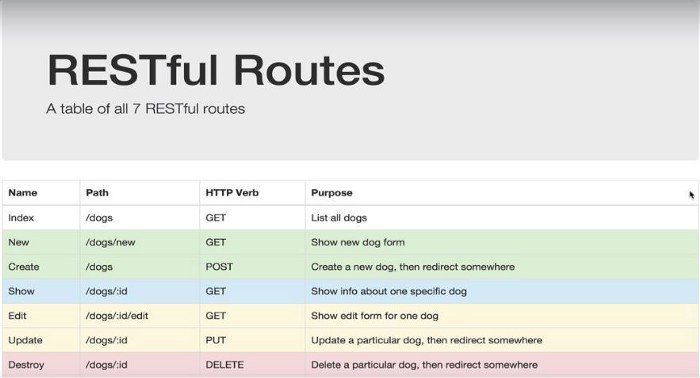 RESTful Routes
A table of all 7 RESTful routes
Name Path HTTP Verb Purpose
Index /dogs GET List all dogs
New /dogs/new GET Show new dog form
Create /dogs POST Create a new dog, then redirect somewhere
Show /dogs/:id GET Show info about one specific dog
Edit /dogs/:id/edit GET Show edit form for one dog
Update /dogs/:id PUT Update a particular dog, then redirect somewhere
Destroy /dogs/:id DELETE Delete a particular dog, then redirect somewhere